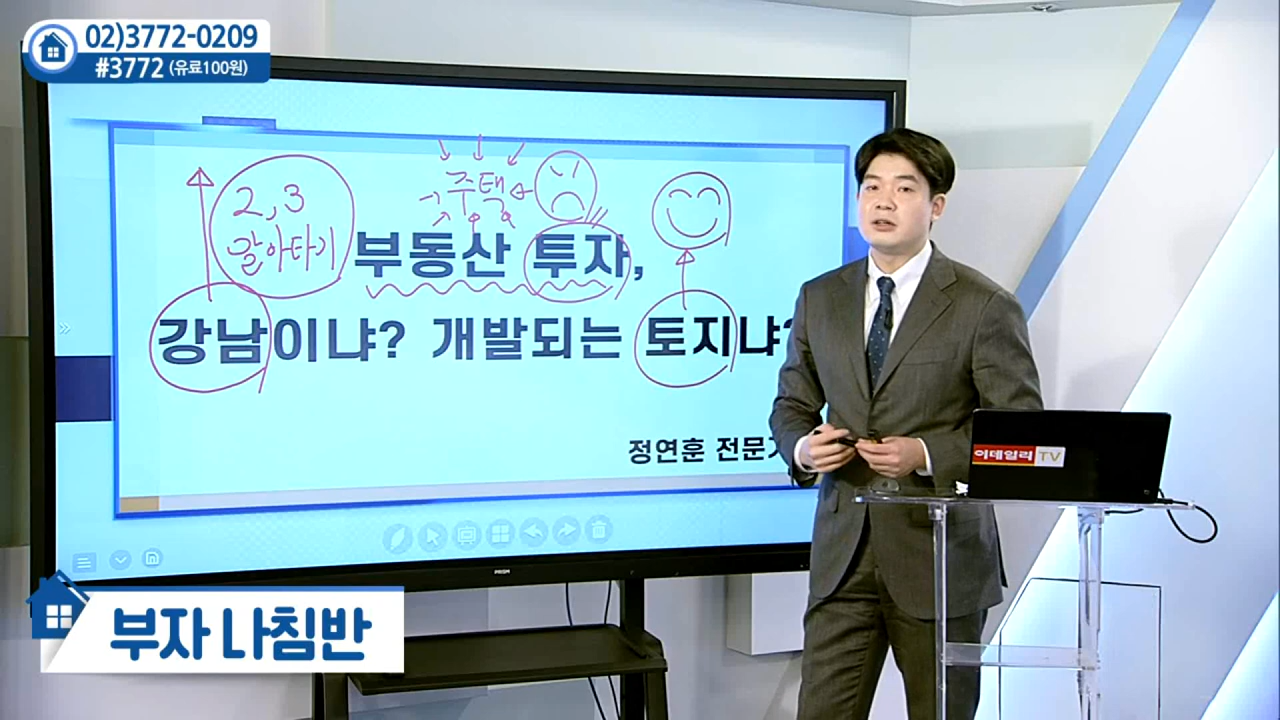 02)3772-0209
#3772 (유료100원)
2,3
갈아타기
주택
부동산 투자,
강남이냐? 개발되는 토지냐?
정연훈 전문가
이데일리 TV
PRISM
부자 나침반